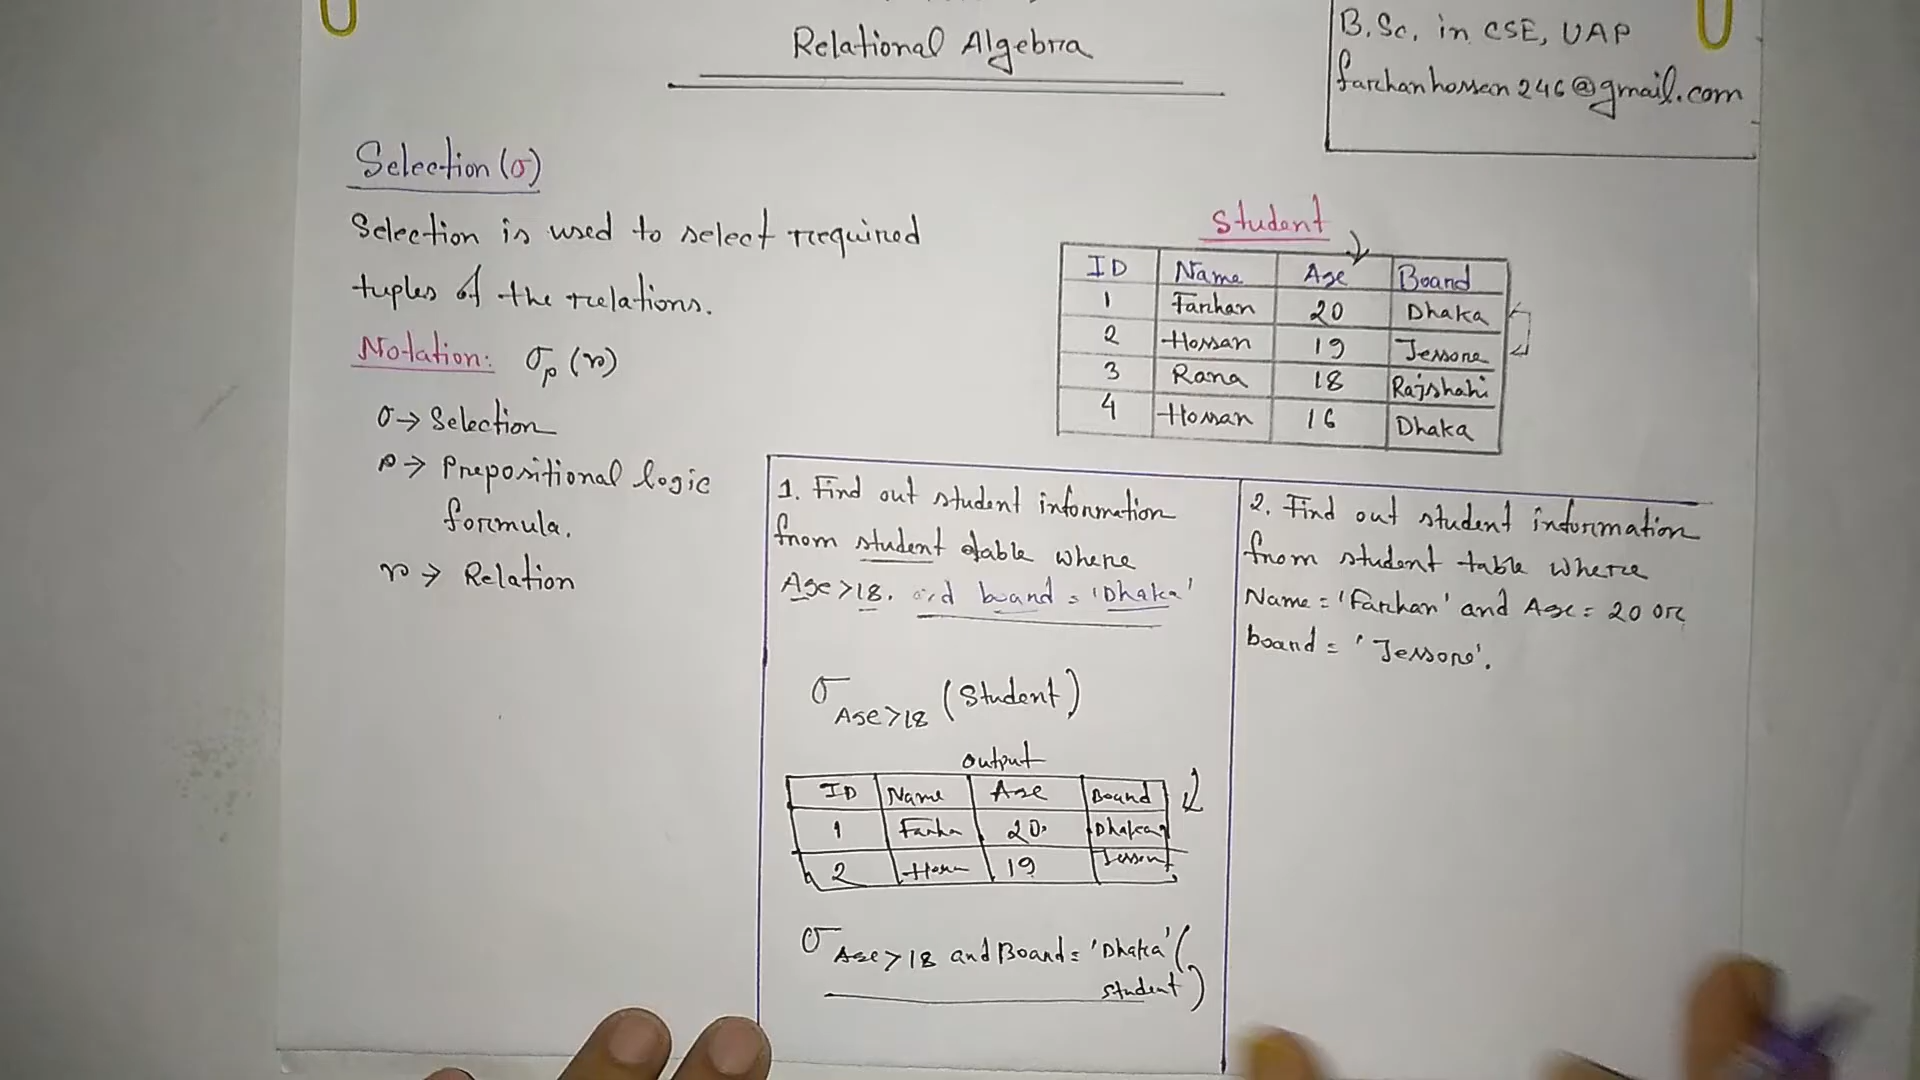 Relational Algebra
B.Sc. in CSE, UAP
farhanhossan246@gmail.com
Selection (σ)
Selection is used to select required
tuples of the relations.
Notation: σp (r)
σ → Selection
p → Prepositional logic
formula.
r → Relation
Student
ID Name Age Board
1 Farhan 20 Dhaka
2 Hossan 19 Jessore
3 Rana 18 Rajshahi
4 Hossan 16 Dhaka
1. Find out student information
from student table where
Age > 18. and board = 'Dhaka'
σ Age > 18 (Student)
output
ID Name Age Board
1 20 Dhaka
2 19
σ Age > 18 and Board = 'Dhaka' (
student)
2. Find out student information
from student table where
Name = 'Farhan' and Age = 20 or
board = 'Jessore'.